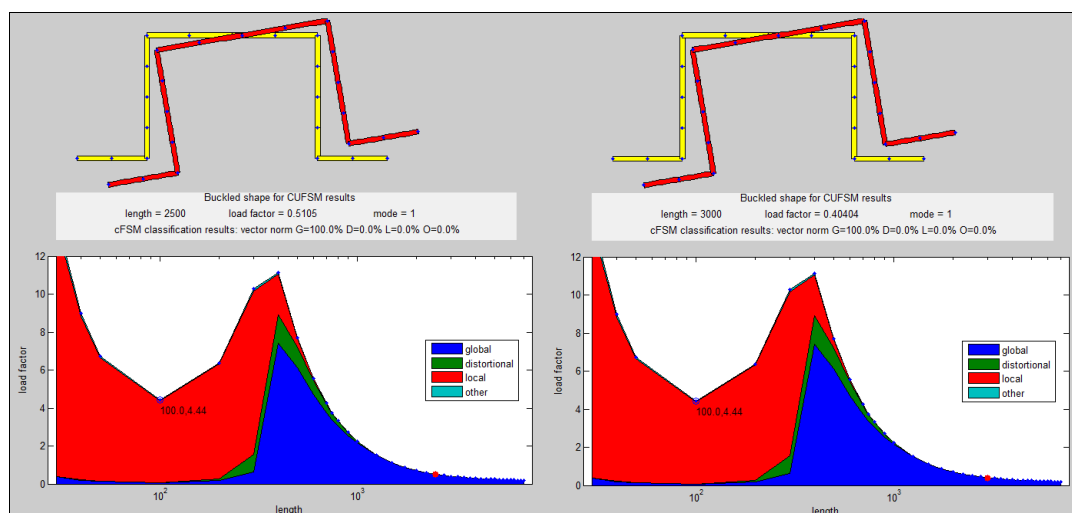 Buckled shape for CUFSM results
length = 2500 load factor = 0.5105 mode = 1
cFSM classification results: vector norm G=100.0% D=0.0% L=0.0% O=0.0%
12
10
8
6
4
2
0
load factor
100.0,4.44
global
distortional
local
other
10^2
10^3
length
Buckled shape for CUFSM results
length = 3000 load factor = 0.40404 mode = 1
cFSM classification results: vector norm G=100.0% D=0.0% L=0.0% O=0.0%
12
10
8
6
4
2
0
load factor
100.0,4.44
global
distortional
local
other
10^2
10^3
length